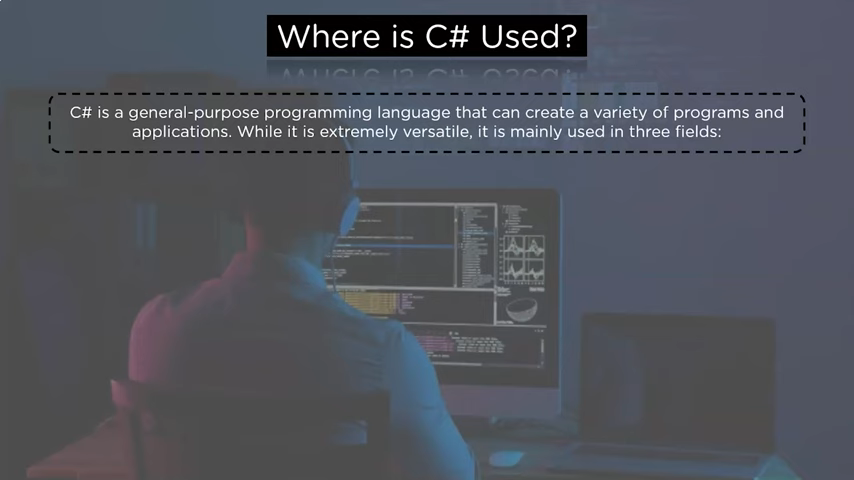 Where is C# Used?
C# is a general-purpose programming language that can create a variety of programs and
applications. While it is extremely versatile, it is mainly used in three fields: